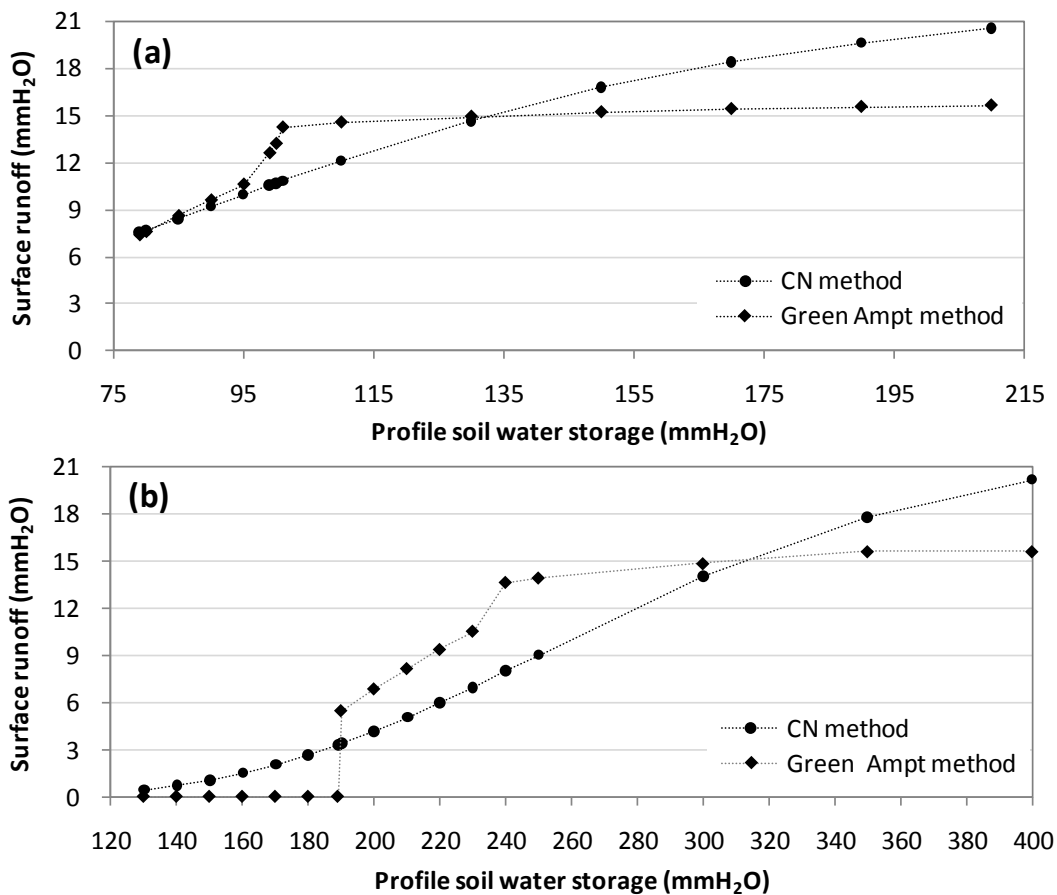 (a)
Surface runoff (mmH₂O)
21
18
15
12
9
6
3
0
CN method
Green Ampt method
75 95 115 135 155 175 195 215
Profile soil water storage (mmH₂O)
(b)
Surface runoff (mmH₂O)
21
18
15
12
9
6
3
0
CN method
Green Ampt method
120 140 160 180 200 220 240 260 280 300 320 340 360 380 400
Profile soil water storage (mmH₂O)